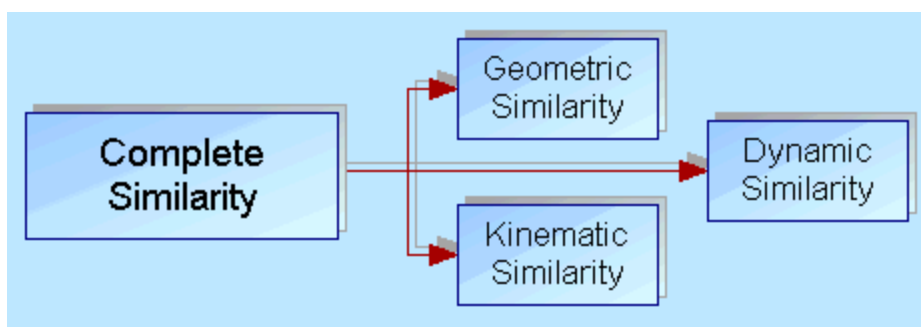 Complete
Similarity
Geometric
Similarity
Dynamic
Similarity
Kinematic
Similarity